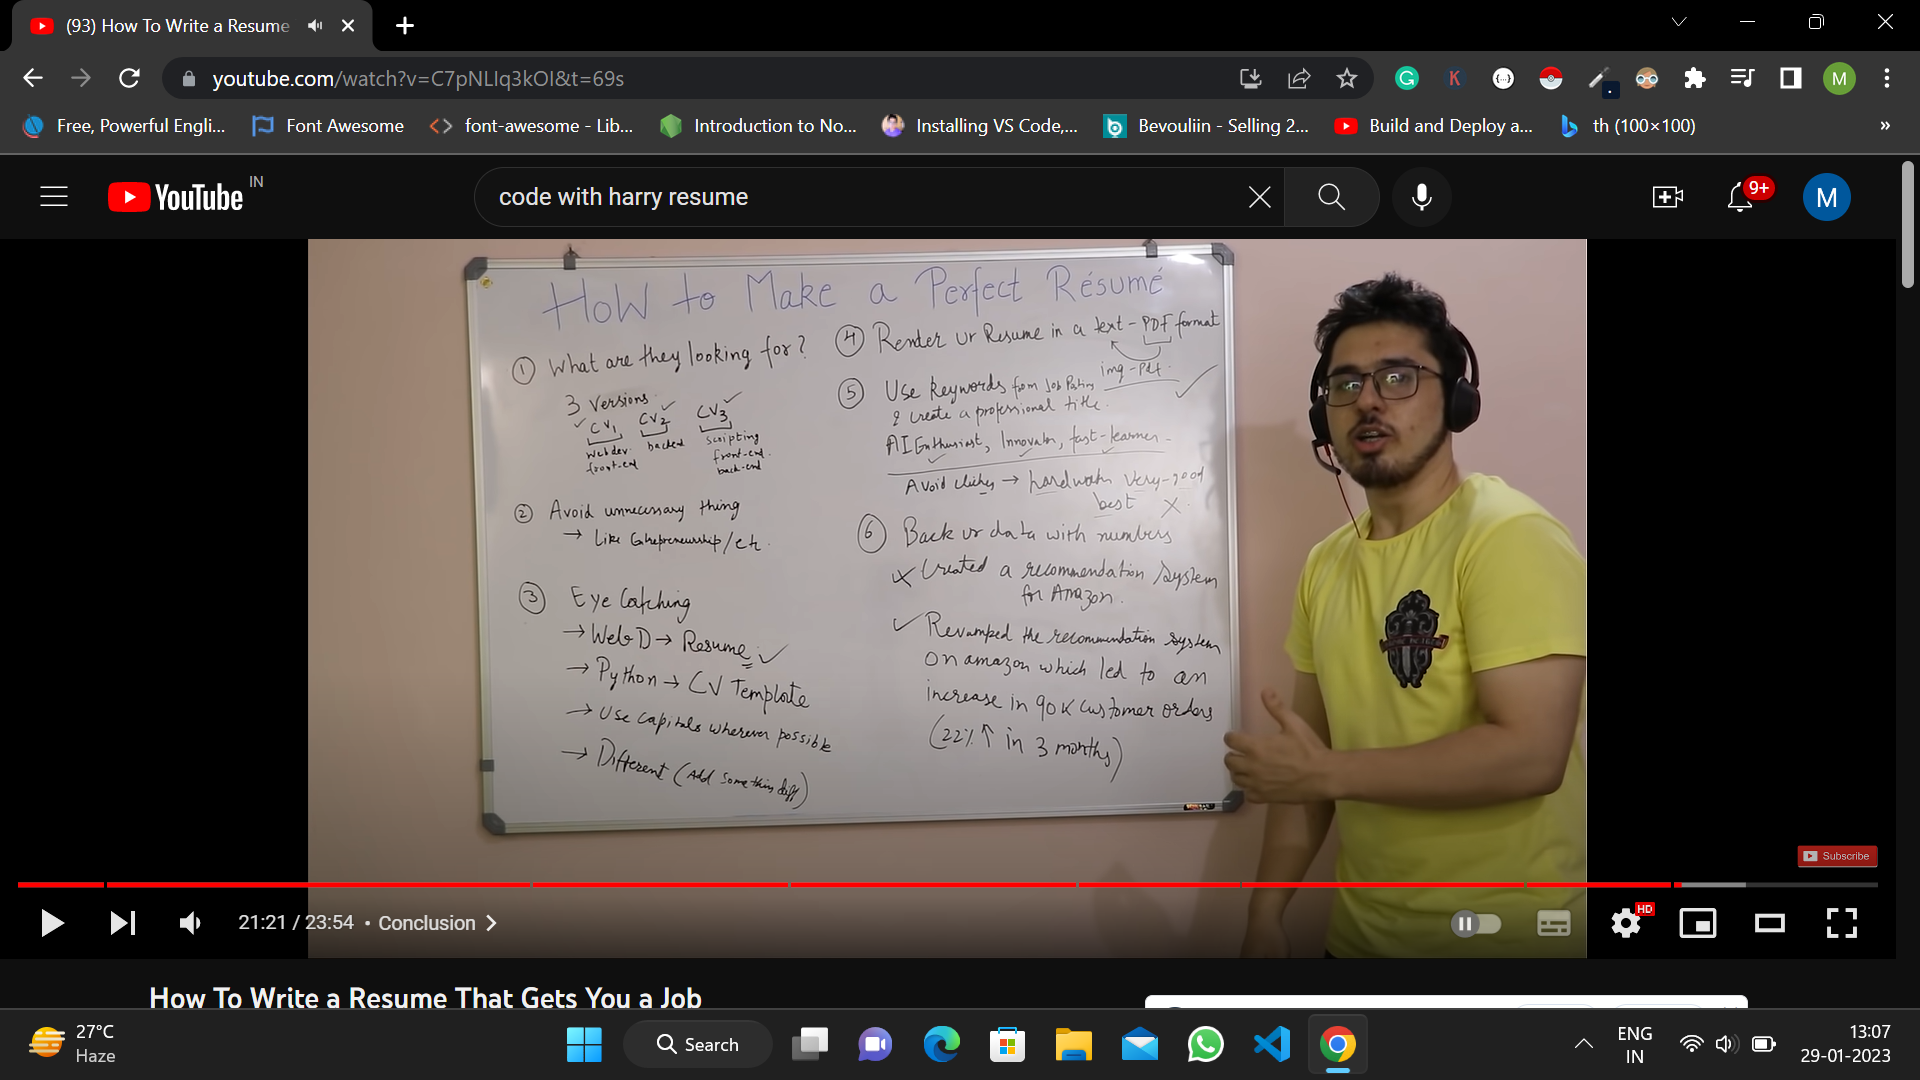 (93) How To Write a Resume
youtube.com/watch?v=C7pNLIq3kOI&t=69s
Free, Powerful Engli...
Font Awesome
font-awesome - Lib...
Introduction to No...
Installing VS Code,...
Bevouliin - Selling 2...
Build and Deploy a...
th (100×100)
»
YouTube IN
code with harry resume
9+
M
How to Make a Perfect Résumé
① What are they looking for?
3 versions
CV1 CV2 CV3
Webdev front-end
backed
scripting
front-end
back-end
② Avoid unnecessary thing
→ Like Entrepreneurship/etc.
③ Eye Catching
→ Web D → Resume
→ Python → CV Template
→ Use capitals wherever possible
→ Different (Add something diff)
④ Render ur Resume in a text-PDF format
img-Pdf
⑤ Use keywords from Job
& create a professional title.
AI Enthusiast, Innovator, fast-learner
Avoid → very-good
best X
⑥ Back ur data with numbers
X Created a recommendation system
for Amazon.
✓ Revamped the recommendation system
on amazon which led to an
increase in 90K customer orders
(22% ↑ in 3 months)
Subscribe
21:21 / 23:54 • Conclusion
HD
How To Write a Resume That Gets You a Job
27°C
Haze
Search
ENG
IN
13:07
29-01-2023